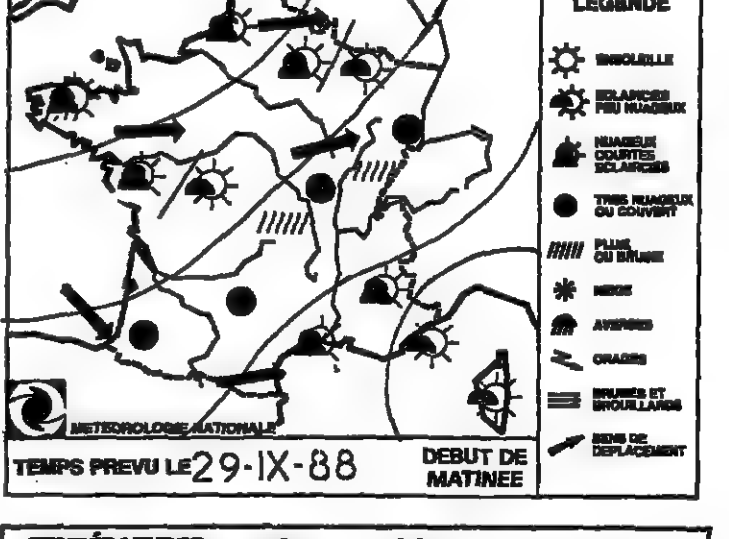 LEGENDE
ENSOLEILLE
ECLAIRCIES
PEU NUAGEUX
NUAGEUX
COURTES
ECLAIRCIES
TRES NUAGEUX
OU COUVERT
PLUIE
OU BRUINE
NEIGE
AVERSES
ORAGES
BRUMES ET
BROUILLARDS
SENS DE
DEPLACEMENT
METEOROLOGIE NATIONALE
TEMPS PREVU LE 29-IX-88
DEBUT DE
MATINEE